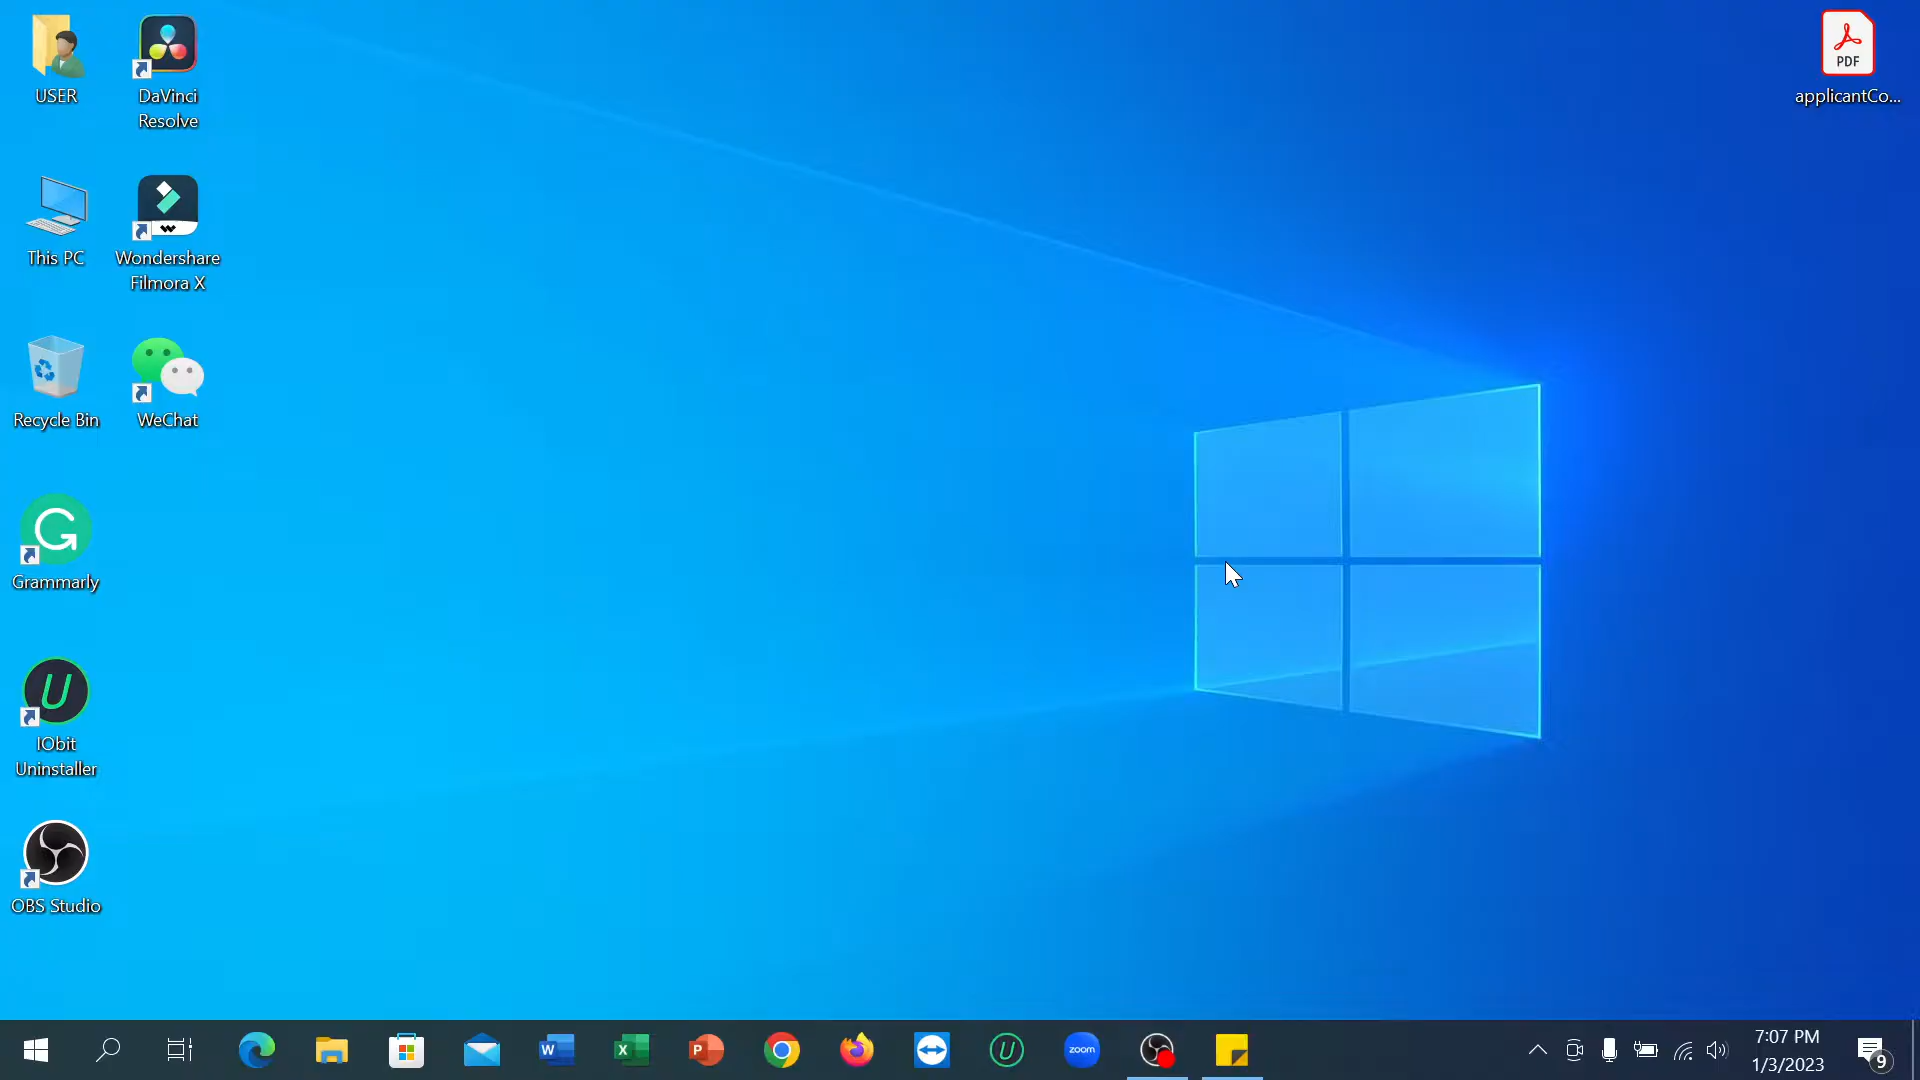 USER
DaVinci
Resolve
PDF
applicantCo...
This PC
Wondershare
Filmora X
Recycle Bin
WeChat
Grammarly
IObit
Uninstaller
OBS Studio
W
X
P
zoom
7:07 PM
1/3/2023
9